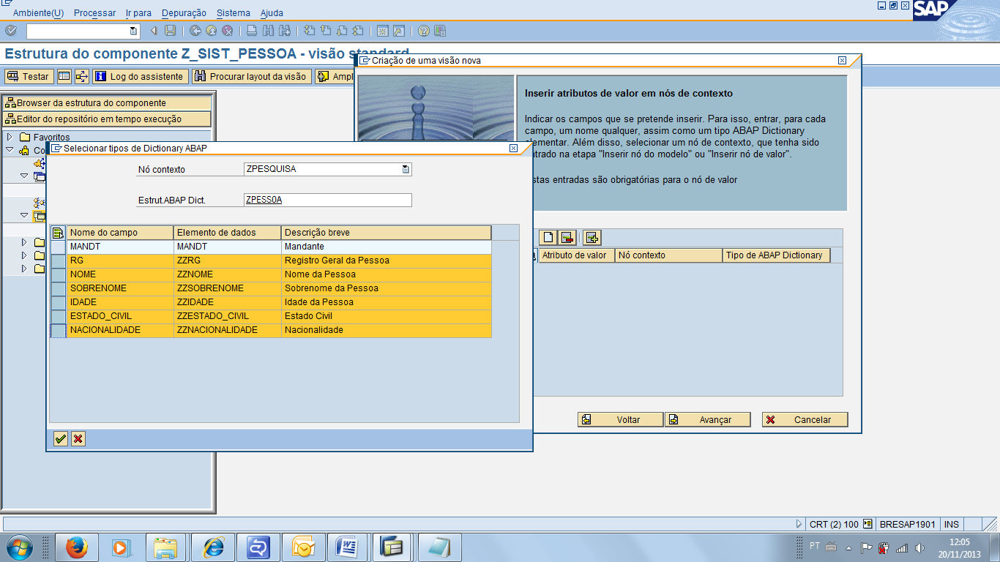 Ambiente(U) Processar Ir para Depuração Sistema Ajuda
SAP
Estrutura do componente Z_SIST_PESSOA - visão standard
Testar Log do assistente Procurar layout da visão Ampl
Browser da estrutura do componente
Editor do repositório em tempo execução
Favoritos
Co
Criação de uma visão nova
Inserir atributos de valor em nós de contexto
Indicar os campos que se pretende inserir. Para isso, entrar, para cada
campo, um nome qualquer, assim como um tipo ABAP Dictionary
elementar. Além disso, selecionar um nó de contexto, que tenha sido
ntrado na etapa "Inserir nó do modelo" ou "Inserir nó de valor".
stas entradas são obrigatórias para o nó de valor
Atributo de valor Nó contexto Tipo de ABAP Dictionary
Voltar Avançar Cancelar
Selecionar tipos de Dictionary ABAP
Nó contexto ZPESQUISA
Estrut.ABAP Dict. ZPESSOA
Nome do campo Elemento de dados Descrição breve
MANDT MANDT Mandante
RG ZZRG Registro Geral da Pessoa
NOME ZZNOME Nome da Pessoa
SOBRENOME ZZSOBRENOME Sobrenome da Pessoa
IDADE ZZIDADE Idade da Pessoa
ESTADO_CIVIL ZZESTADO_CIVIL Estado Civil
NACIONALIDADE ZZNACIONALIDADE Nacionalidade
CRT (2) 100 BRESAP1901 INS
PT 12:05
20/11/2013